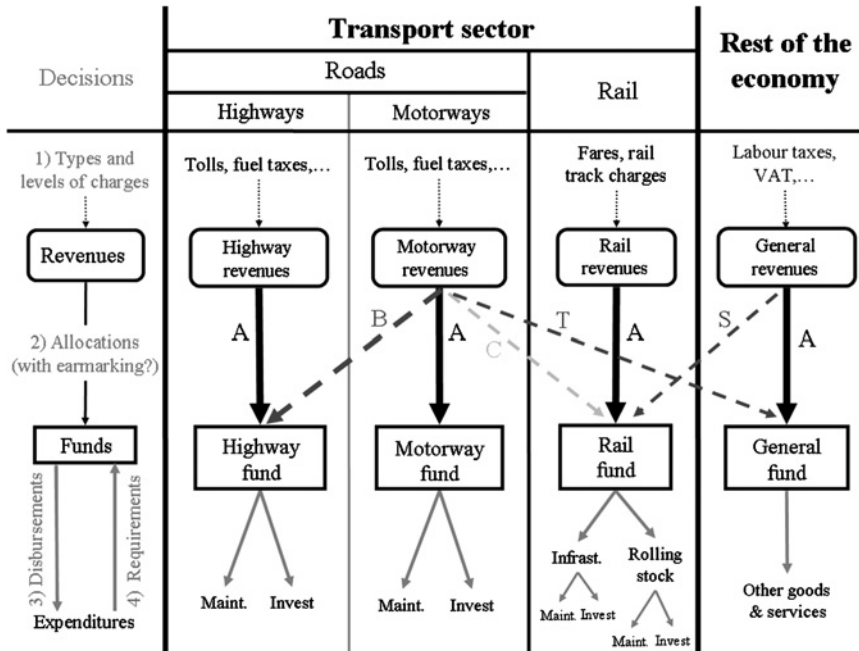 Transport sector
Rest of the
economy
Decisions
Roads
Rail
Highways
Motorways
1) Types and
levels of charges
Tolls, fuel taxes,...
Tolls, fuel taxes,...
Fares, rail
track charges
Labour taxes,
VAT,...
Revenues
Highway
revenues
Motorway
revenues
Rail
revenues
General
revenues
2) Allocations
(with earmarking?)
A
B
A
C
T
A
S
A
Funds
Highway
fund
Motorway
fund
Rail
fund
General
fund
3) Disbursements
4) Requirements
Expenditures
Maint.
Invest
Maint.
Invest
Infrast.
Rolling
stock
Maint.
Invest
Maint.
Invest
Other goods
& services